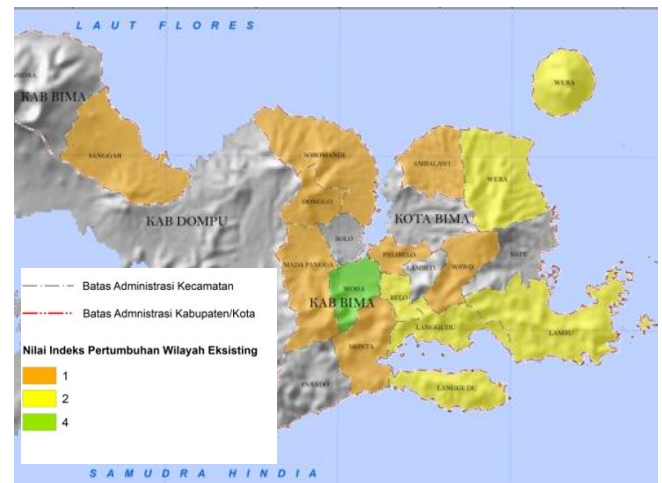 LAUT FLORES
WERA
KAB BIMA
SANGGAR
SOROMANDI
AMBALAWI
WERA
DONGGO
KAB DOMPU
KOTA BIMA
BOLO
PALIBELO
SAPE
MADA PANGGA
LAMBITU
WAWO
WOHA
BELO
KAB BIMA
LANGGUDU
LAMBU
MONTA
PARADO
LANGGUDU
Batas Administrasi Kecamatan
Batas Admnistrasi Kabupaten/Kota
Nilai Indeks Pertumbuhan Wilayah Eksisting
1
2
4
SAMUDRA HINDIA